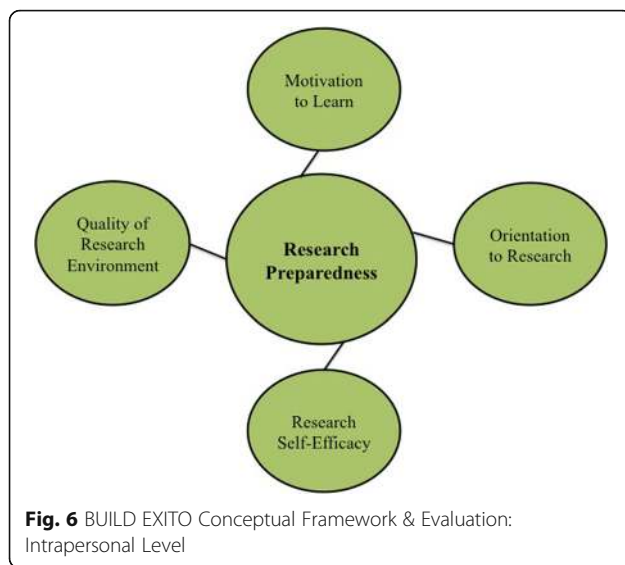 Motivation
to Learn
Quality of
Research
Environment
Research
Preparedness
Orientation
to Research
Research
Self-Efficacy
Fig. 6 BUILD EXITO Conceptual Framework & Evaluation:
Intrapersonal Level